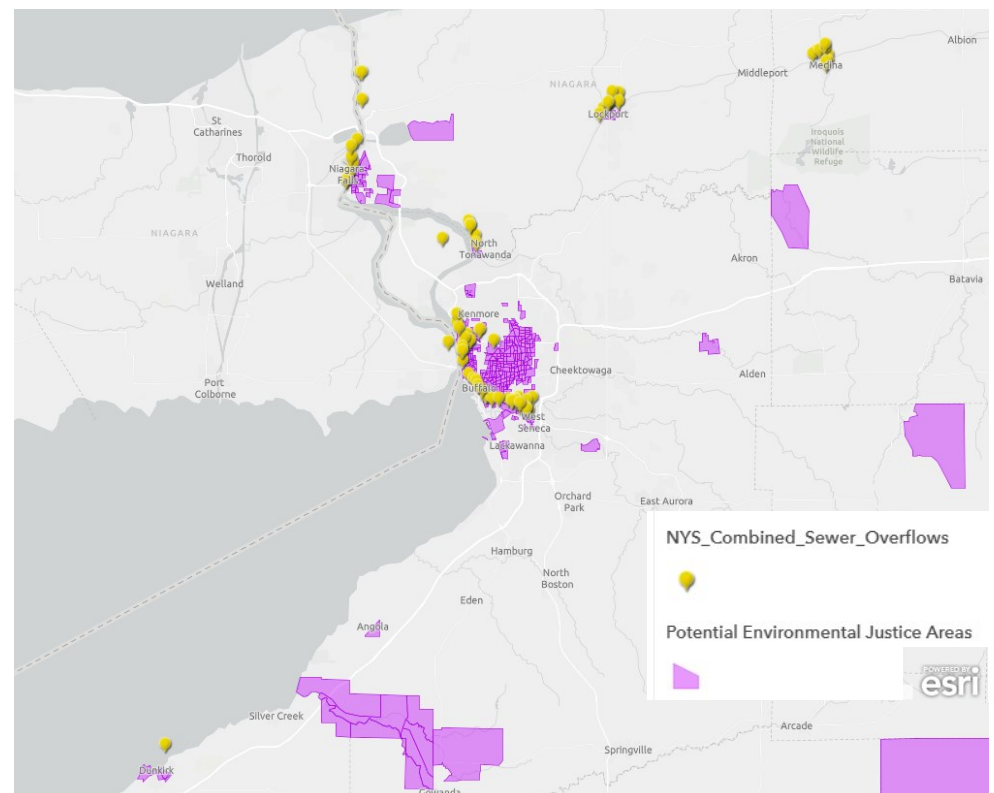 Albion
Middleport
Medina
NIAGARA
Lockport
St
Catharines
Thorold
Iroquois
National
Wildlife
Refuge
Niagara
Falls
NIAGARA
North
Tonawanda
Akron
Batavia
Welland
Kenmore
Port
Colborne
Buffalo
Cheektowaga
Alden
West
Seneca
Lackawanna
Orchard
Park
East Aurora
NYS_Combined_Sewer_Overflows
Hamburg
North
Boston
Eden
Angola
Potential Environmental Justice Areas
POWERED BY
esri
Silver Creek
Arcade
Springville
Dunkirk
Gowanda